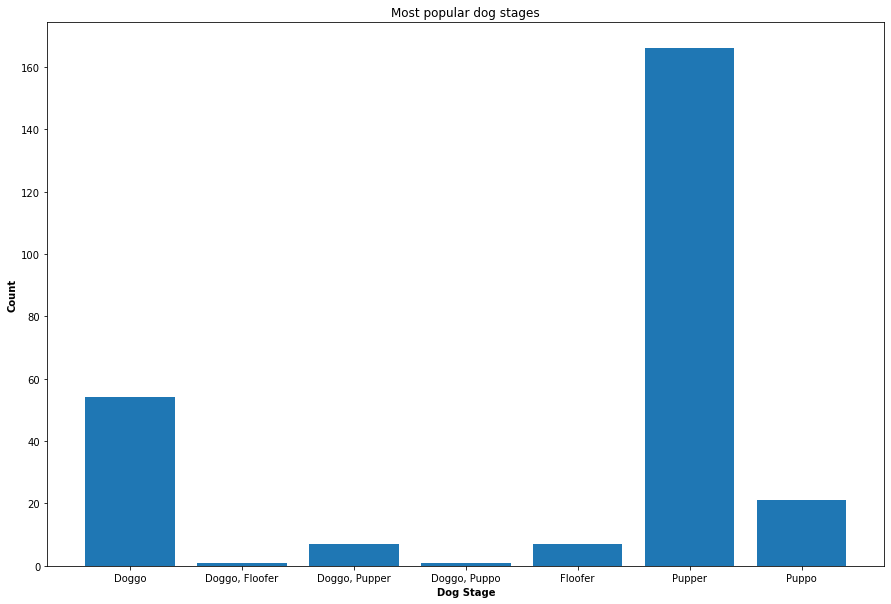 Most popular dog stages
160
140
120
100
80
60
40
20
0
Count
Doggo
Doggo, Floofer
Doggo, Pupper
Doggo, Puppo
Floofer
Pupper
Puppo
Dog Stage